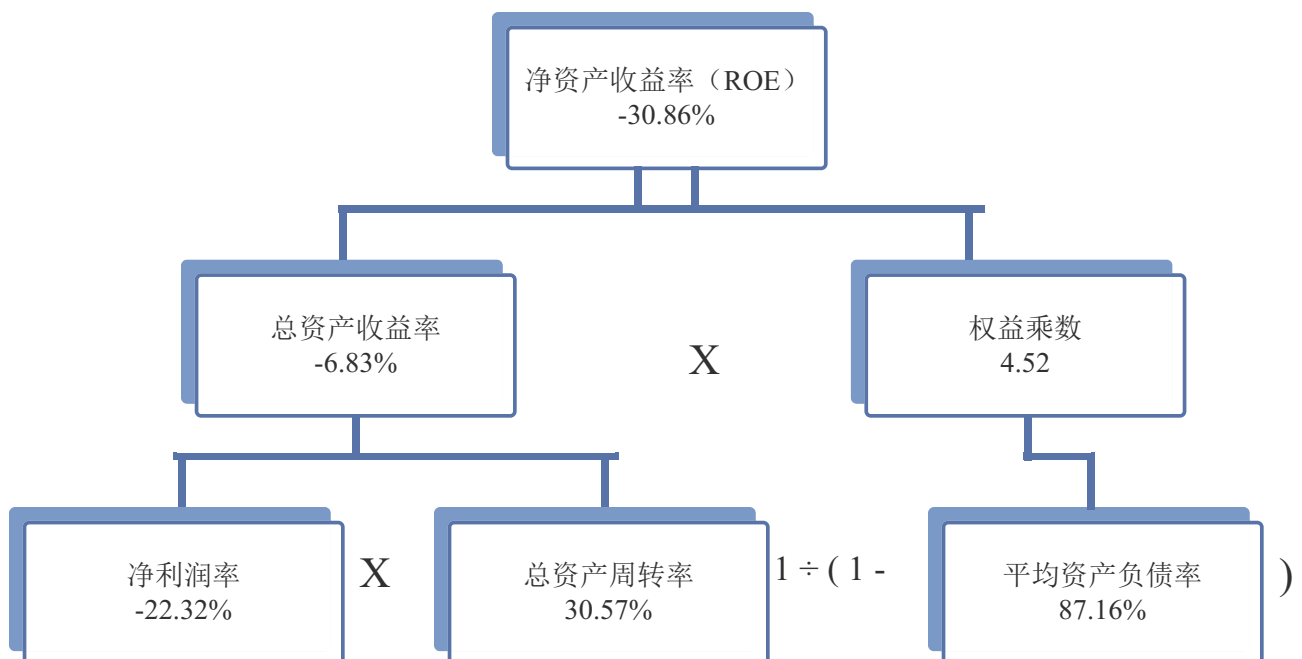 净资产收益率（ROE）
-30.86%
总资产收益率
-6.83%
X
权益乘数
4.52
净利润率
-22.32%
X
总资产周转率
30.57%
1 ÷ ( 1 -
平均资产负债率
87.16%
)